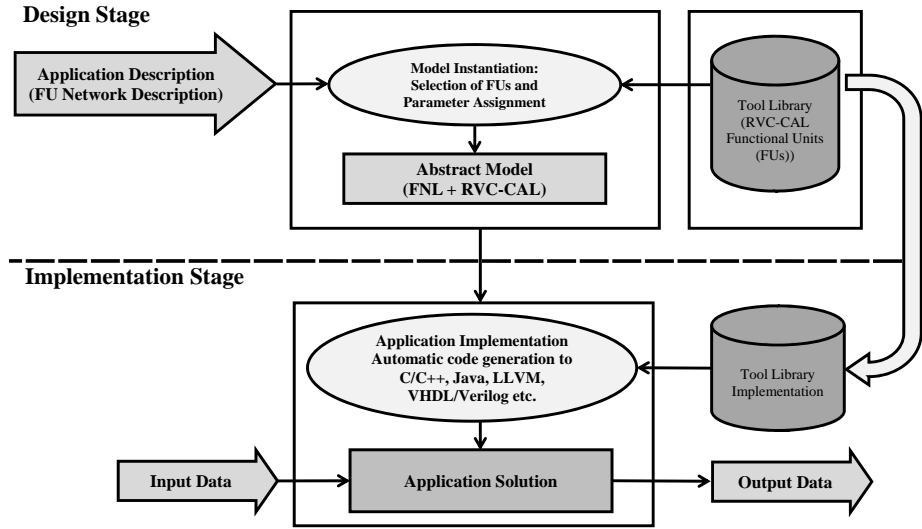 Design Stage
Application Description
(FU Network Description)
Model Instantiation:
Selection of FUs and
Parameter Assignment
Abstract Model
(FNL + RVC-CAL)
Tool Library
(RVC-CAL
Functional Units
(FUs))
Implementation Stage
Application Implementation
Automatic code generation to
C/C++, Java, LLVM,
VHDL/Verilog etc.
Tool Library
Implementation
Input Data
Application Solution
Output Data